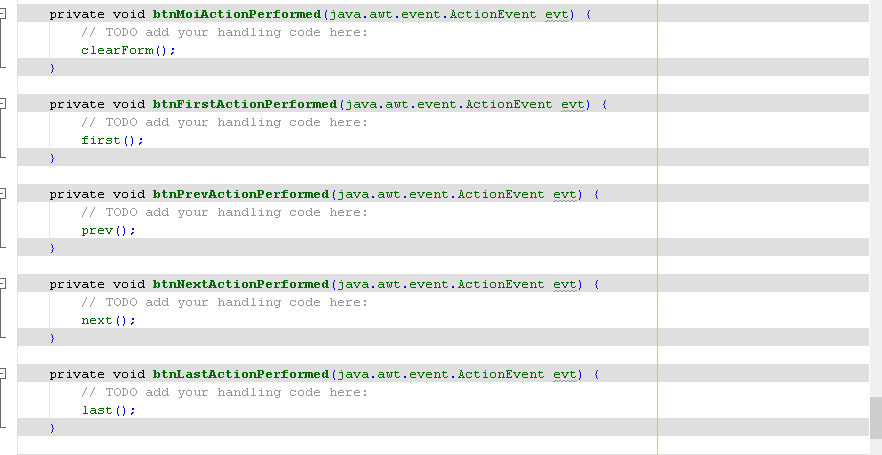 private void btnMoiActionPerformed(java.awt.event.ActionEvent evt) {
// TODO add your handling code here:
clearForm();
}
private void btnFirstActionPerformed(java.awt.event.ActionEvent evt) {
// TODO add your handling code here:
first();
}
private void btnPrevActionPerformed(java.awt.event.ActionEvent evt) {
// TODO add your handling code here:
prev();
}
private void btnNextActionPerformed(java.awt.event.ActionEvent evt) {
// TODO add your handling code here:
next();
}
private void btnLastActionPerformed(java.awt.event.ActionEvent evt) {
// TODO add your handling code here:
last();
}